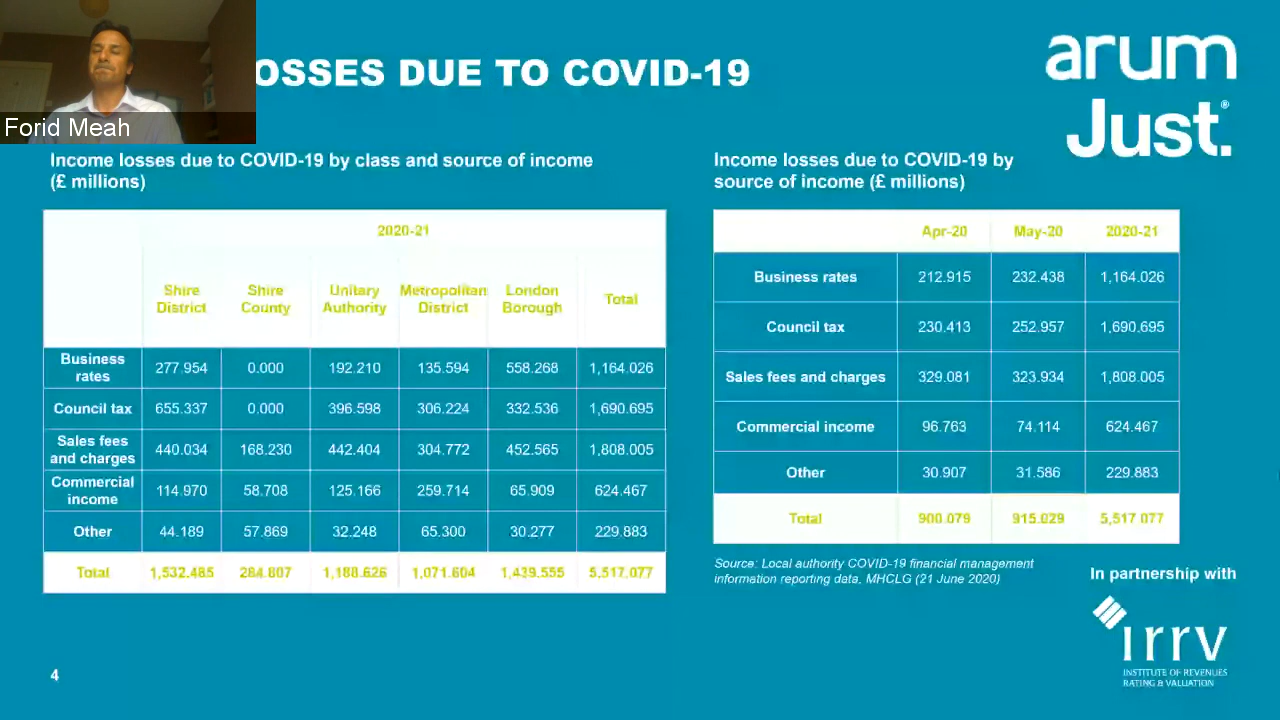 OSSES DUE TO COVID-19
arum
Just.®
Forid Meah
Income losses due to COVID-19 by class and source of income
(£ millions)
2020-21
Shire District Shire County Unitary Authority Metropolitan District London Borough Total
Business rates 277.954 0.000 192.210 135.594 558.268 1,164.026
Council tax 655.337 0.000 396.598 306.224 332.536 1,690.695
Sales fees and charges 440.034 168.230 442.404 304.772 452.565 1,808.005
Commercial income 114.970 58.708 125.166 259.714 65.909 624.467
Other 44.189 57.869 32.248 65.300 30.277 229.883
Total 1,532.485 284.807 1,188.626 1,071.604 1,439.555 5,517.077
Income losses due to COVID-19 by
source of income (£ millions)
Apr-20 May-20 2020-21
Business rates 212.915 232.438 1,164.026
Council tax 230.413 252.957 1,690.695
Sales fees and charges 329.081 323.934 1,808.005
Commercial income 96.763 74.114 624.467
Other 30.907 31.586 229.883
Total 900.079 915.029 5,517.077
Source: Local authority COVID-19 financial management
information reporting data, MHCLG (21 June 2020)
In partnership with
irrv
INSTITUTE OF REVENUES
RATING & VALUATION
4